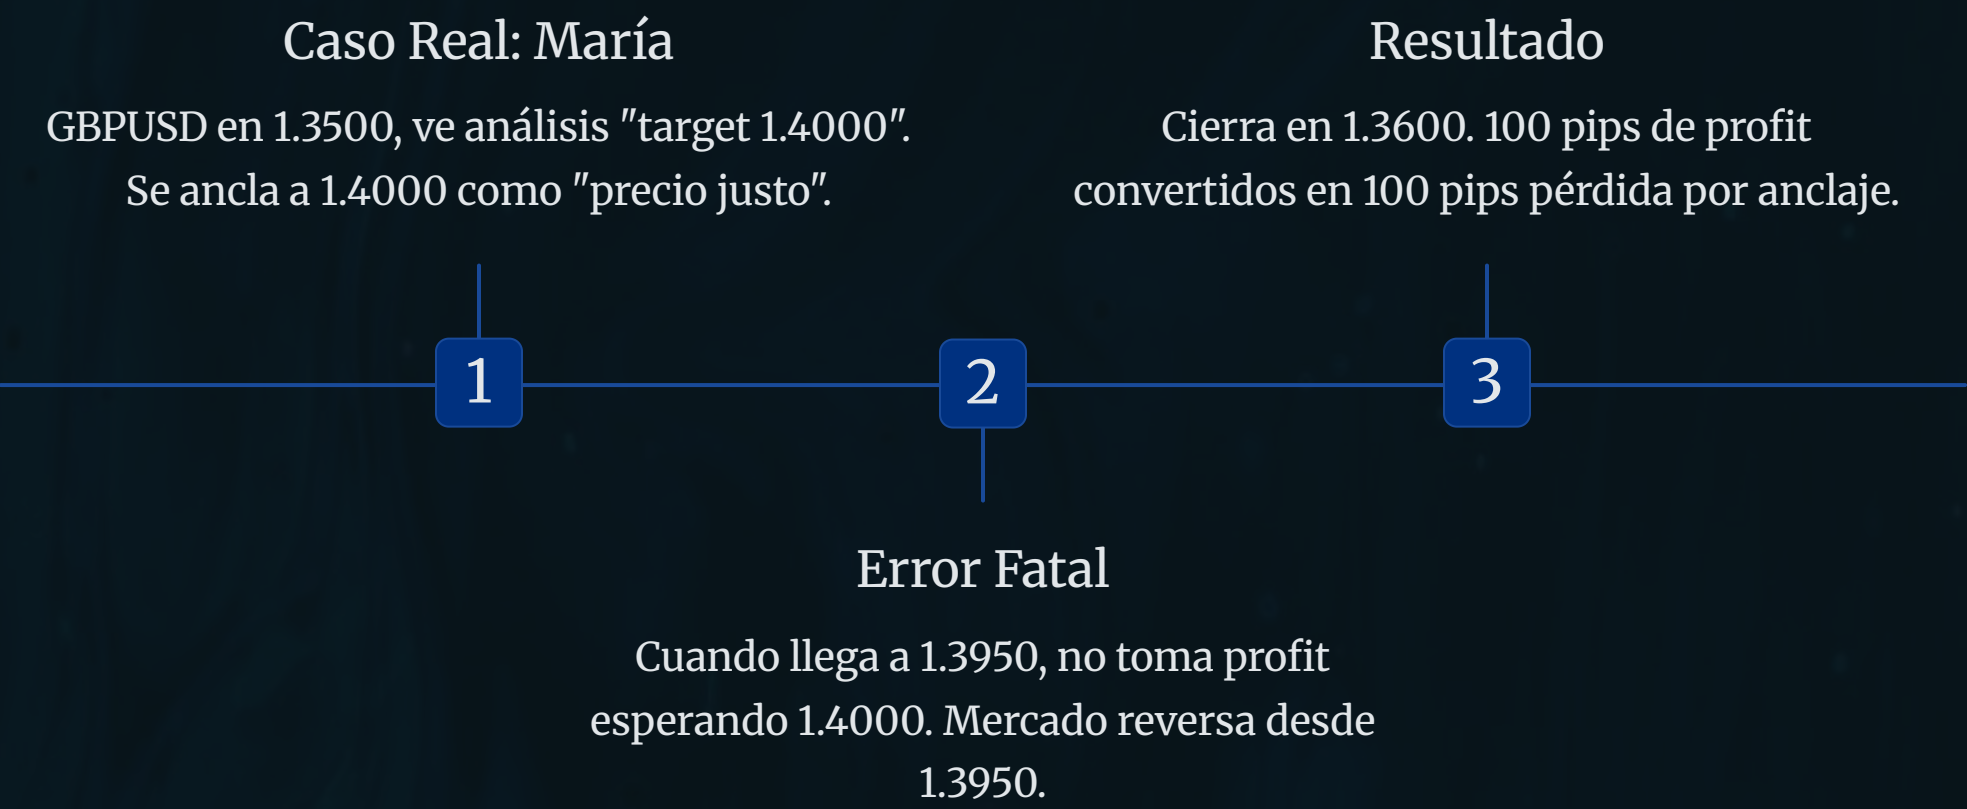 Caso Real: María
GBPUSD en 1.3500, ve análisis "target 1.4000".
Se ancla a 1.4000 como "precio justo".
1
2
Error Fatal
Cuando llega a 1.3950, no toma profit
esperando 1.4000. Mercado reversa desde
1.3950.
3
Resultado
Cierra en 1.3600. 100 pips de profit
convertidos en 100 pips pérdida por anclaje.